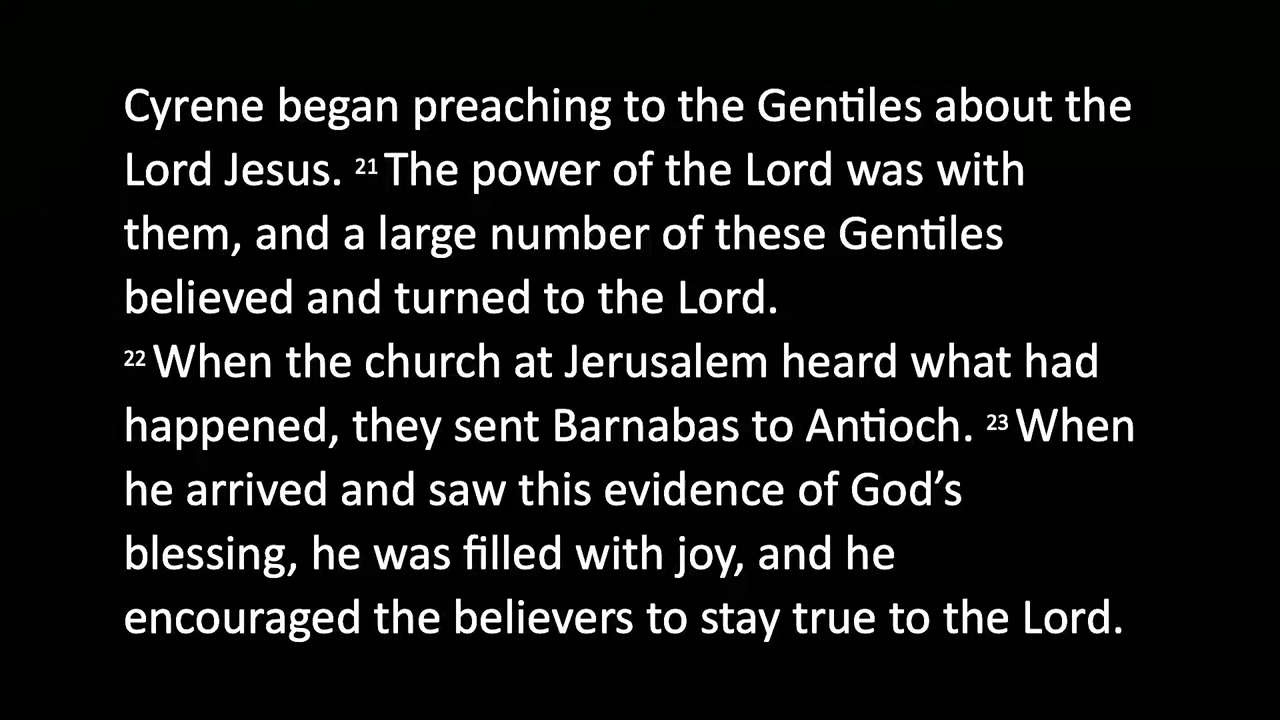 Cyrene began preaching to the Gentiles about the
Lord Jesus. 21 The power of the Lord was with
them, and a large number of these Gentiles
believed and turned to the Lord.
22 When the church at Jerusalem heard what had
happened, they sent Barnabas to Antioch. 23 When
he arrived and saw this evidence of God’s
blessing, he was filled with joy, and he
encouraged the believers to stay true to the Lord.